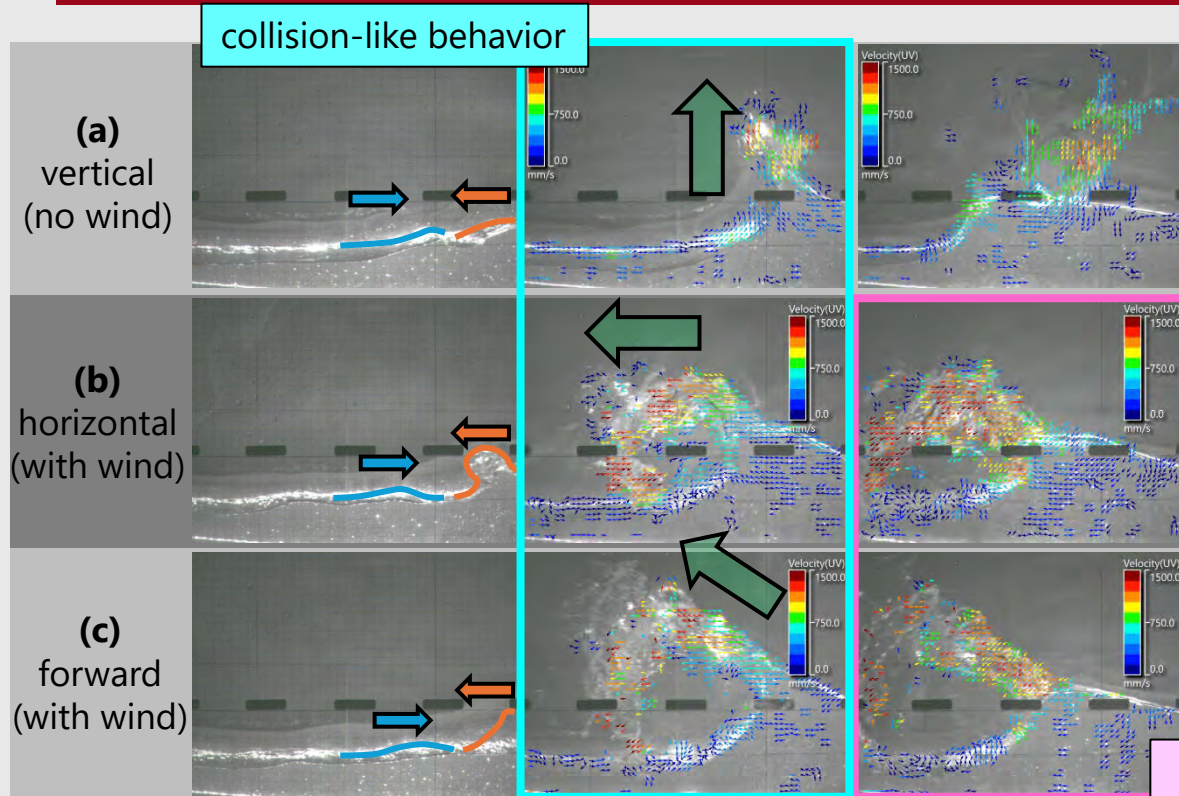 collision-like behavior
(a)
vertical
(no wind)
1500.0
750.0
0.0
mm/s
Velocity(UV)
1500.0
750.0
0.0
mm/s
(b)
horizontal
(with wind)
Velocity(UV)
1500.0
750.0
0.0
mm/s
Velocity(UV)
1500.0
750.0
0.0
mm/s
(c)
forward
(with wind)
Velocity(UV)
1500.0
750.0
0.0
mm/s
Velocity(UV)
1500.0
750.0
0.0
mm/s